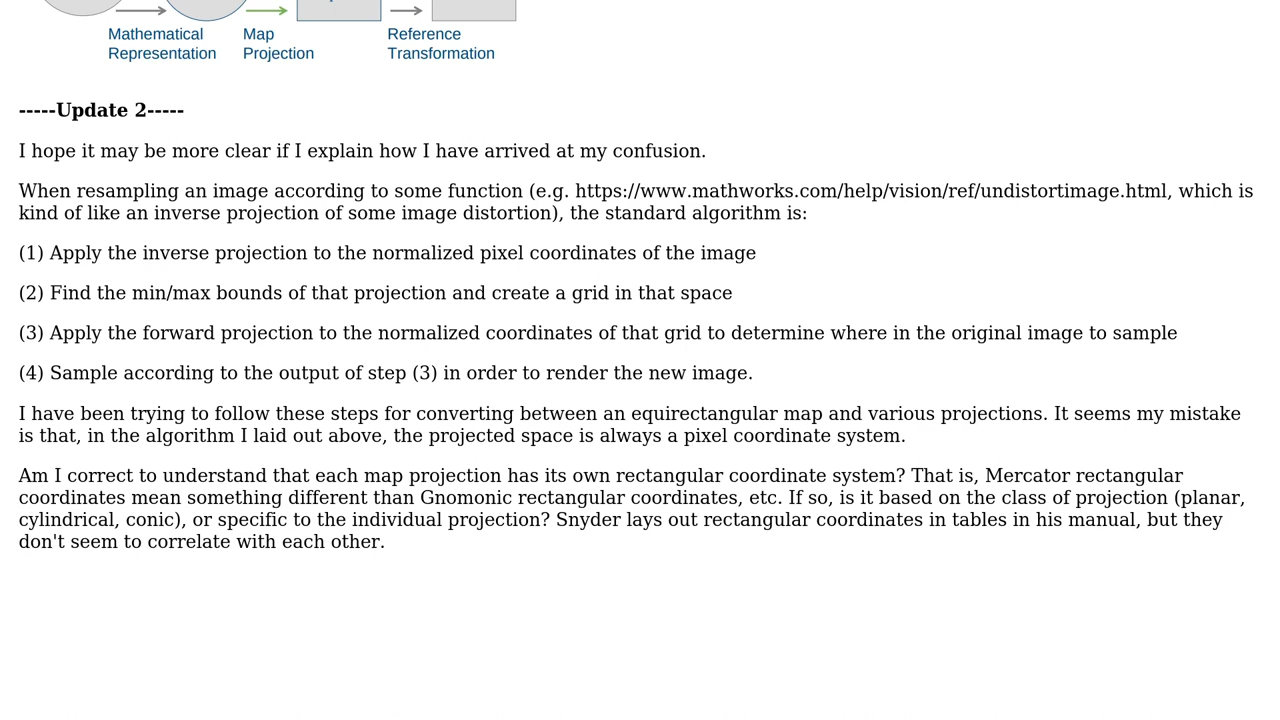 Mathematical
Representation
Map
Projection
Reference
Transformation
-----Update 2-----
I hope it may be more clear if I explain how I have arrived at my confusion.
When resampling an image according to some function (e.g. https://www.mathworks.com/help/vision/ref/undistortimage.html, which is
kind of like an inverse projection of some image distortion), the standard algorithm is:
(1) Apply the inverse projection to the normalized pixel coordinates of the image
(2) Find the min/max bounds of that projection and create a grid in that space
(3) Apply the forward projection to the normalized coordinates of that grid to determine where in the original image to sample
(4) Sample according to the output of step (3) in order to render the new image.
I have been trying to follow these steps for converting between an equirectangular map and various projections. It seems my mistake
is that, in the algorithm I laid out above, the projected space is always a pixel coordinate system.
Am I correct to understand that each map projection has its own rectangular coordinate system? That is, Mercator rectangular
coordinates mean something different than Gnomonic rectangular coordinates, etc. If so, is it based on the class of projection (planar,
cylindrical, conic), or specific to the individual projection? Snyder lays out rectangular coordinates in tables in his manual, but they
don't seem to correlate with each other.